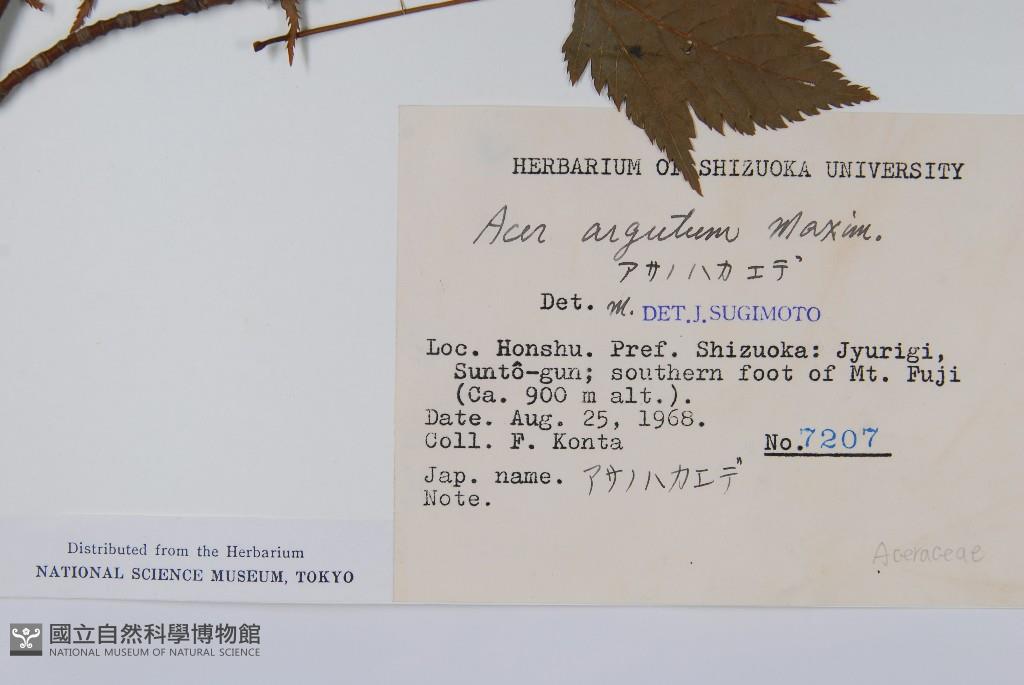 HERBARIUM OF SHIZUOKA UNIVERSITY
Acer argutum Maxim.
アサノハカエデ
Det. M. DET.J.SUGIMOTO
Loc. Honshu. Pref. Shizuoka: Jyurigi,
Suntô-gun; southern foot of Mt. Fuji
(Ca. 900 m alt.).
Date. Aug. 25, 1968.
Coll. F. Konta No.7207
Jap. name. アサノハカエデ
Note.
Aceraceae
Distributed from the Herbarium
NATIONAL SCIENCE MUSEUM, TOKYO
國立自然科學博物館
NATIONAL MUSEUM OF NATURAL SCIENCE